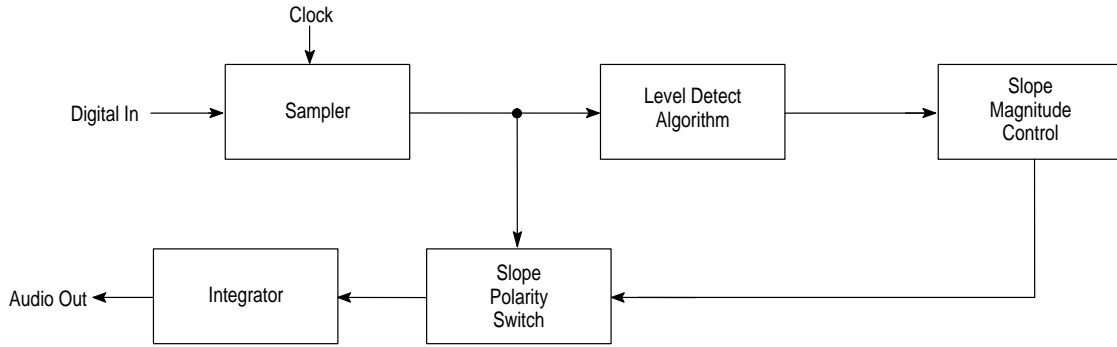 Clock
Digital In
Sampler
Level Detect
Algorithm
Slope
Magnitude
Control
Audio Out
Integrator
Slope
Polarity
Switch